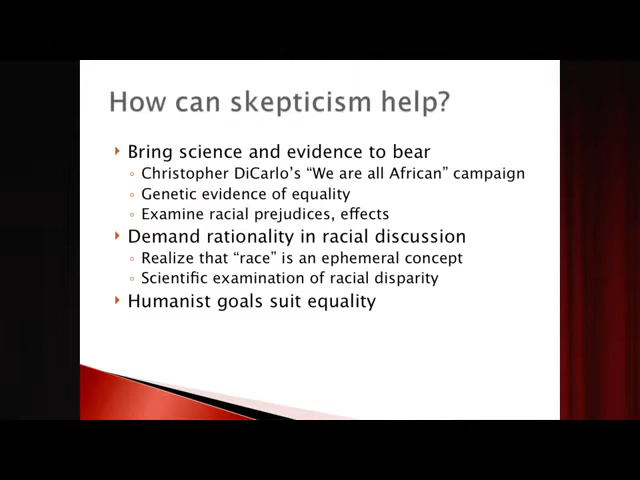 How can skepticism help?
Bring science and evidence to bear
Christopher DiCarlo's “We are all African” campaign
Genetic evidence of equality
Examine racial prejudices, effects
Demand rationality in racial discussion
Realize that “race” is an ephemeral concept
Scientific examination of racial disparity
Humanist goals suit equality